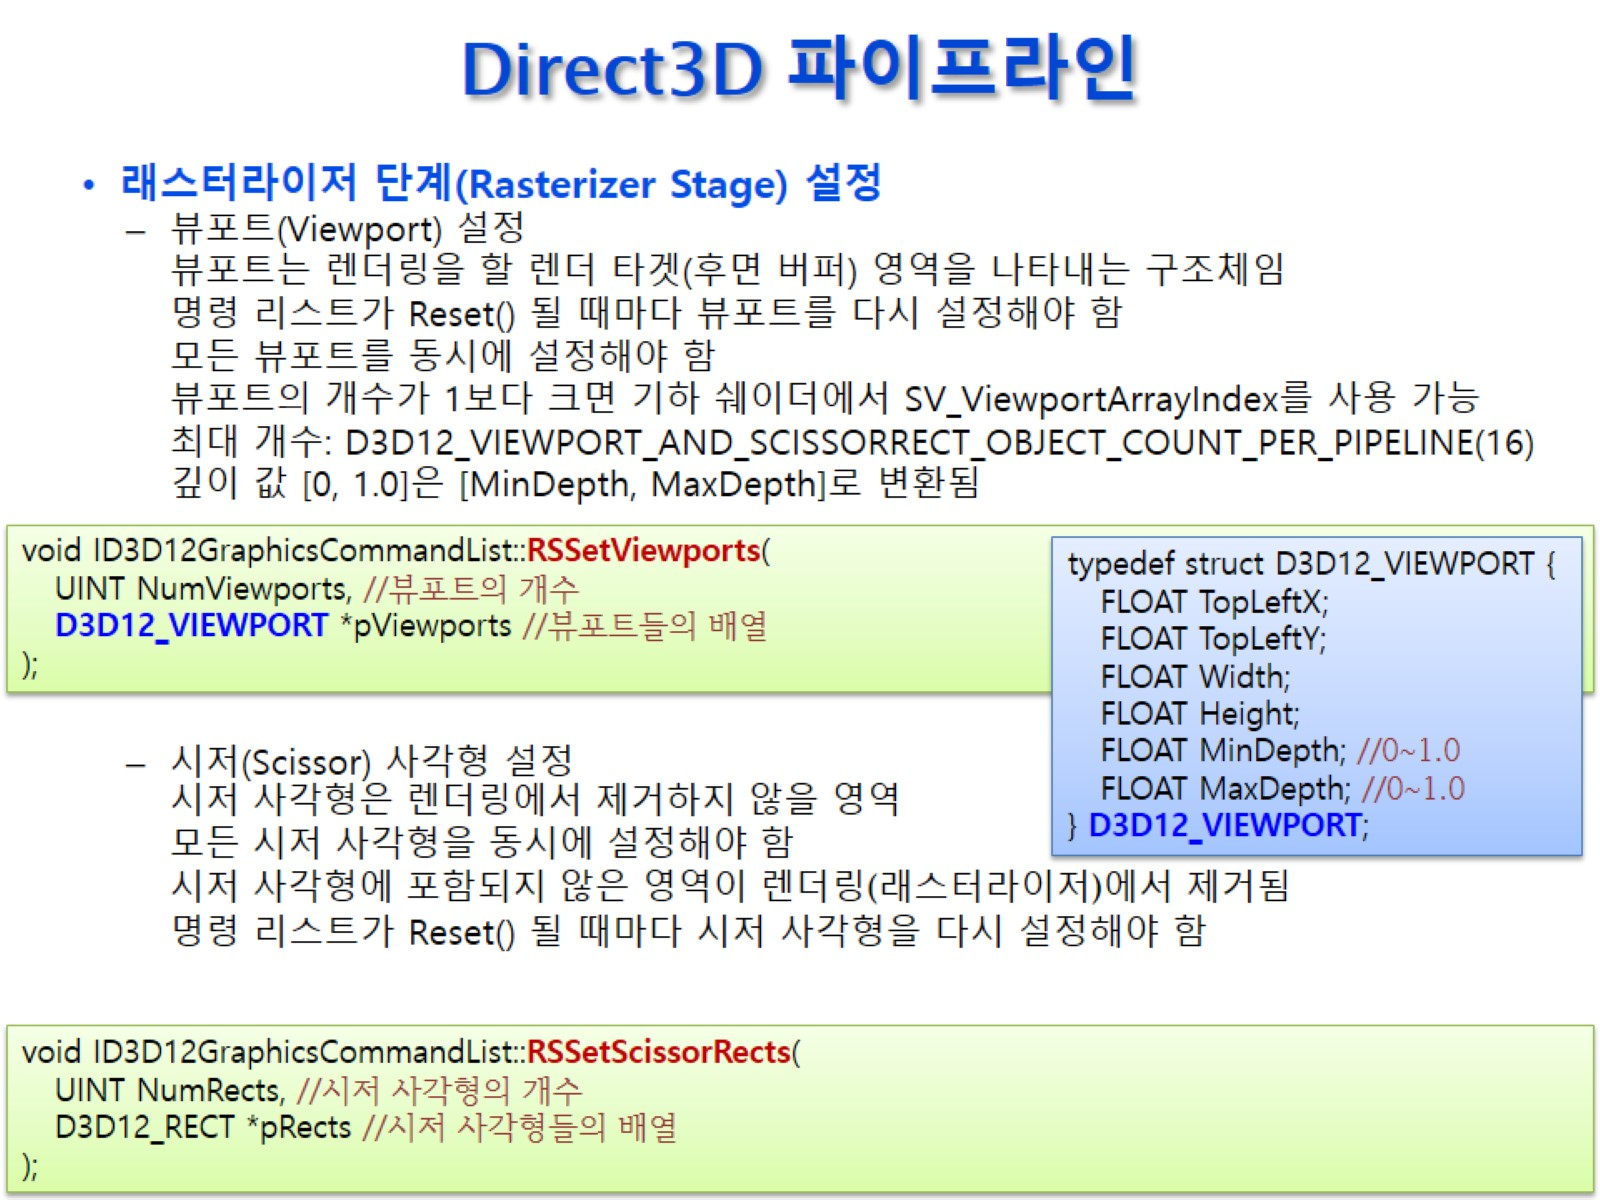 Direct3D 파이프라인
• 래스터라이저 단계(Rasterizer Stage) 설정
– 뷰포트(Viewport) 설정
뷰포트는 렌더링을 할 렌더 타겟(후면 버퍼) 영역을 나타내는 구조체임
명령 리스트가 Reset() 될 때마다 뷰포트를 다시 설정해야 함
모든 뷰포트를 동시에 설정해야 함
뷰포트의 개수가 1보다 크면 기하 쉐이더에서 SV_ViewportArrayIndex를 사용 가능
최대 개수: D3D12_VIEWPORT_AND_SCISSORRECT_OBJECT_COUNT_PER_PIPELINE(16)
깊이 값 [0, 1.0]은 [MinDepth, MaxDepth]로 변환됨
void ID3D12GraphicsCommandList::RSSetViewports(
UINT NumViewports, //뷰포트의 개수
D3D12_VIEWPORT *pViewports //뷰포트들의 배열
);
typedef struct D3D12_VIEWPORT {
FLOAT TopLeftX;
FLOAT TopLeftY;
FLOAT Width;
FLOAT Height;
FLOAT MinDepth; //0~1.0
FLOAT MaxDepth; //0~1.0
} D3D12_VIEWPORT;
– 시저(Scissor) 사각형 설정
시저 사각형은 렌더링에서 제거하지 않을 영역
모든 시저 사각형을 동시에 설정해야 함
시저 사각형에 포함되지 않은 영역이 렌더링(래스터라이저)에서 제거됨
명령 리스트가 Reset() 될 때마다 시저 사각형을 다시 설정해야 함
void ID3D12GraphicsCommandList::RSSetScissorRects(
UINT NumRects, //시저 사각형의 개수
D3D12_RECT *pRects //시저 사각형들의 배열
);